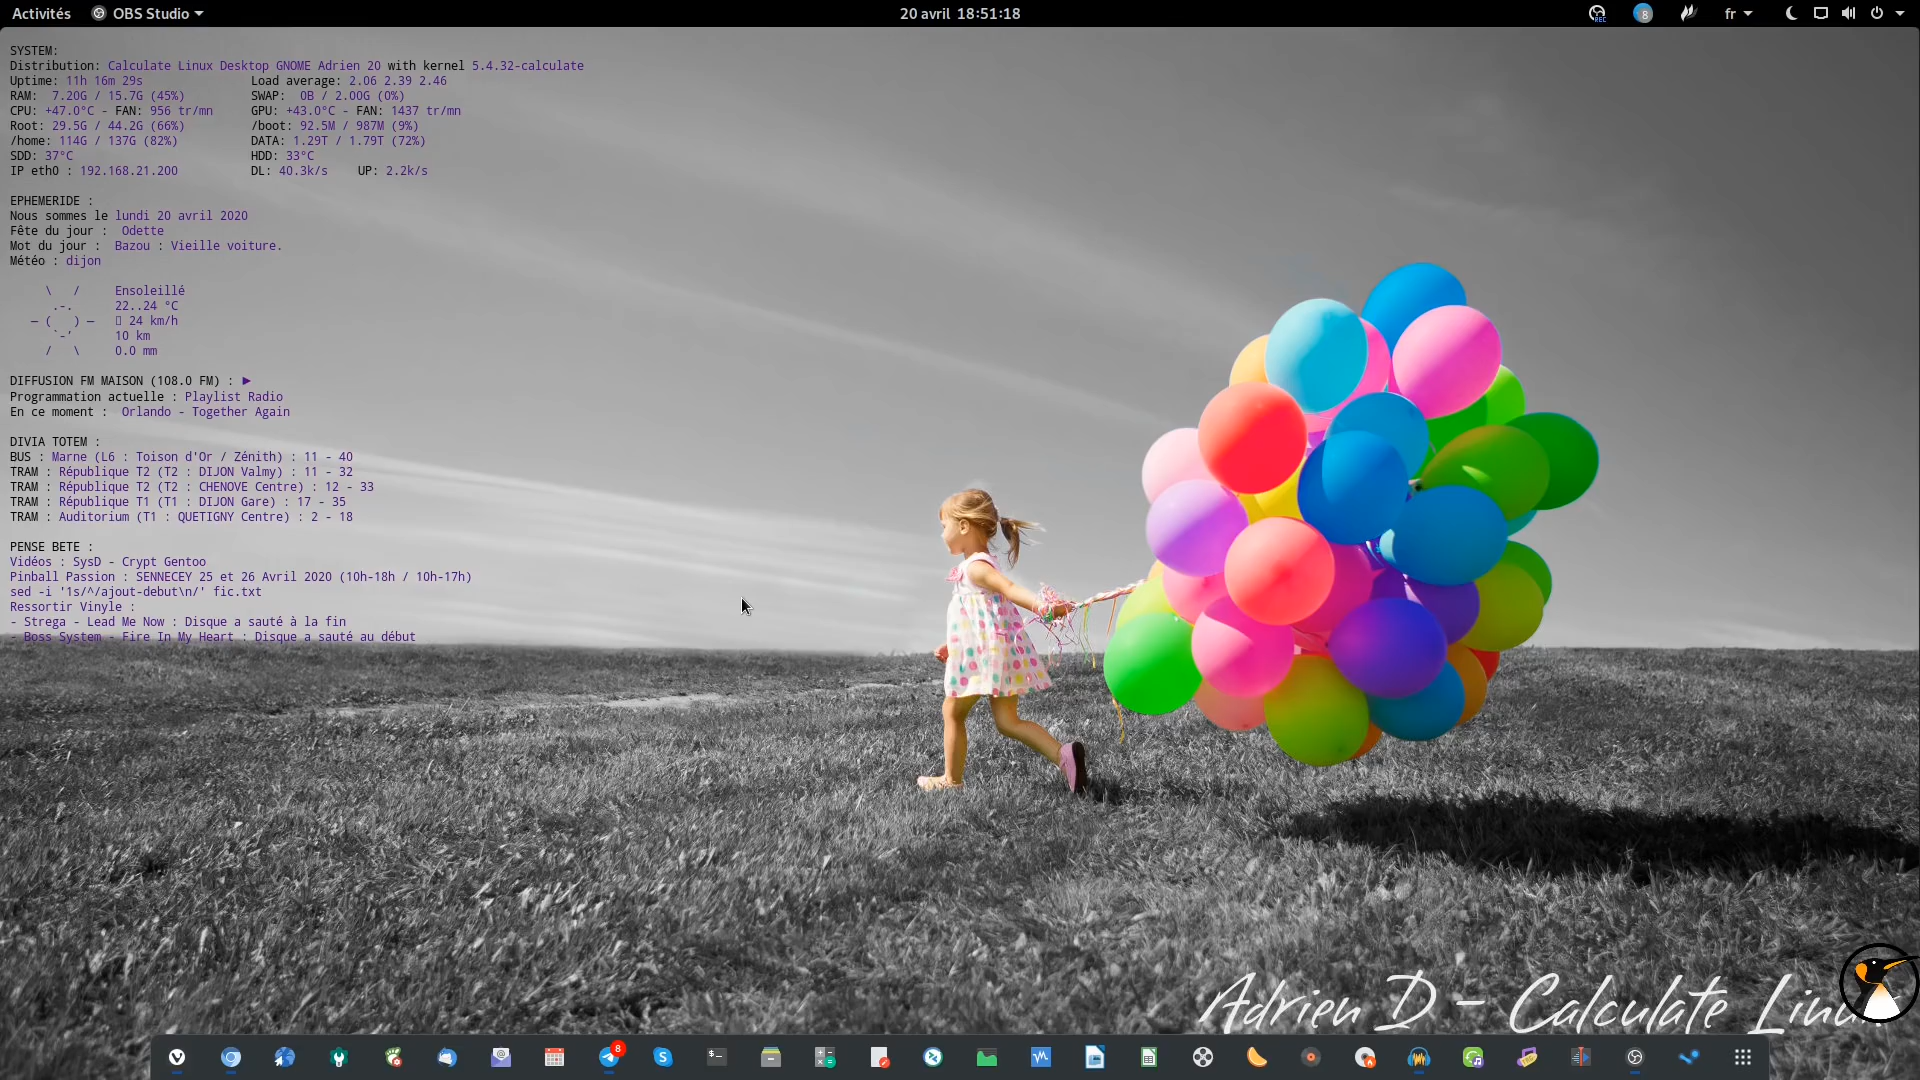 Activités OBS Studio 20 avril 18:51:18 REC 8 fr
SYSTEM:
Distribution: Calculate Linux Desktop GNOME Adrien 20 with kernel 5.4.32-calculate
Uptime: 11h 16m 29s Load average: 2.06 2.39 2.46
RAM: 7.20G / 15.7G (45%) SWAP: 0B / 2.00G (0%)
CPU: +47.0°C - FAN: 956 tr/mn GPU: +43.0°C - FAN: 1437 tr/mn
Root: 29.5G / 44.2G (66%) /boot: 92.5M / 987M (9%)
/home: 114G / 137G (82%) DATA: 1.29T / 1.79T (72%)
SDD: 37°C HDD: 33°C
IP eth0 : 192.168.21.200 DL: 40.3k/s UP: 2.2k/s
EPHEMERIDE :
Nous sommes le lundi 20 avril 2020
Fête du jour : Odette
Mot du jour : Bazou : Vieille voiture.
Météo : dijon
Ensoleillé
22..24 °C
24 km/h
10 km
0.0 mm
DIFFUSION FM MAISON (108.0 FM) : ►
Programmation actuelle : Playlist Radio
En ce moment : Orlando - Together Again
DIVIA TOTEM :
BUS : Marne (L6 : Toison d'Or / Zénith) : 11 - 40
TRAM : République T2 (T2 : DIJON Valmy) : 11 - 32
TRAM : République T2 (T2 : CHENOVE Centre) : 12 - 33
TRAM : République T1 (T1 : DIJON Gare) : 17 - 35
TRAM : Auditorium (T1 : QUETIGNY Centre) : 2 - 18
PENSE BETE :
Vidéos : SysD - Crypt Gentoo
Pinball Passion : SENNECEY 25 et 26 Avril 2020 (10h-18h / 10h-17h)
sed -i '1s/^/ajout-debut\n/' fic.txt
Ressortir Vinyle :
- Strega - Lead Me Now : Disque a sauté à la fin
- Boss System - Fire In My Heart : Disque a sauté au début
Adrien D - Calculate Linu
8